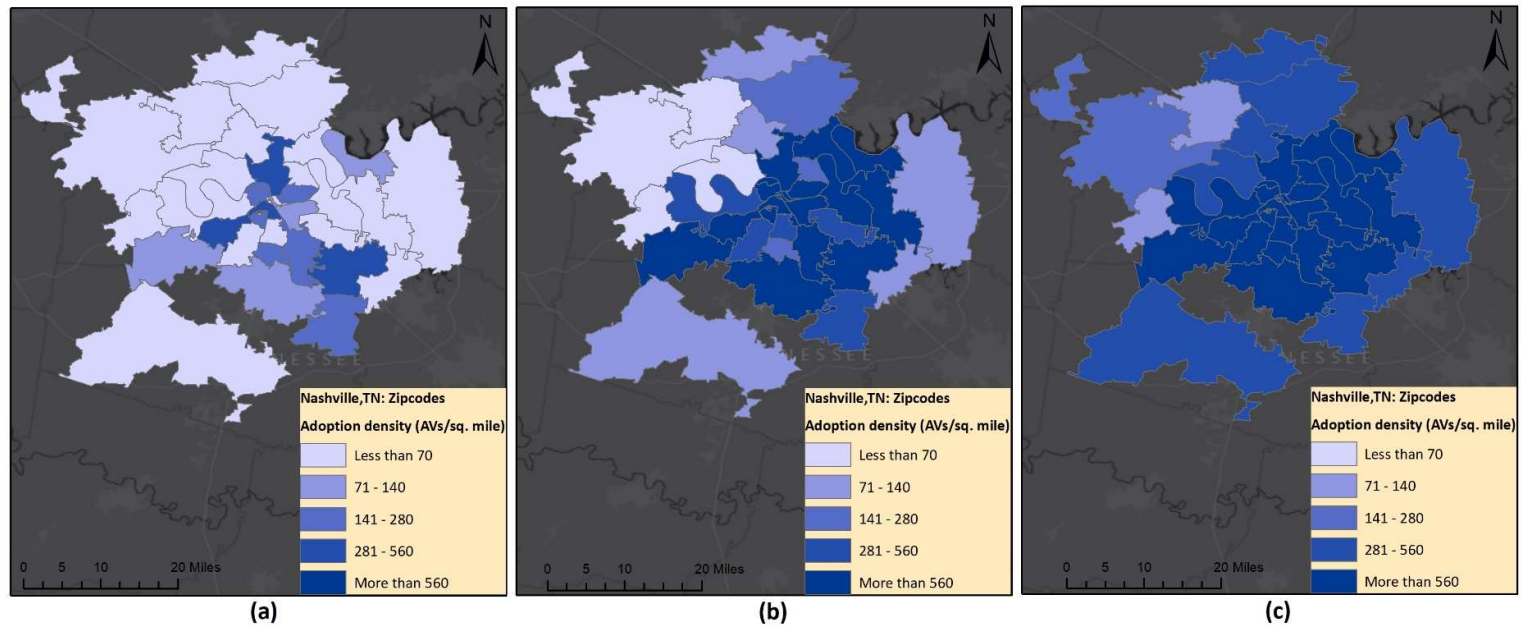 N
NESSEE
Nashville,TN: Zipcodes
Adoption density (AVs/sq. mile)
Less than 70
71 - 140
141 - 280
281 - 560
More than 560
0 5 10 20 Miles
(a)
N
NESSEE
Nashville,TN: Zipcodes
Adoption density (AVs/sq. mile)
Less than 70
71 - 140
141 - 280
281 - 560
More than 560
0 5 10 20 Miles
(b)
N
NESSEE
Nashville,TN: Zipcodes
Adoption density (AVs/sq. mile)
Less than 70
71 - 140
141 - 280
281 - 560
More than 560
0 5 10 20 Miles
(c)